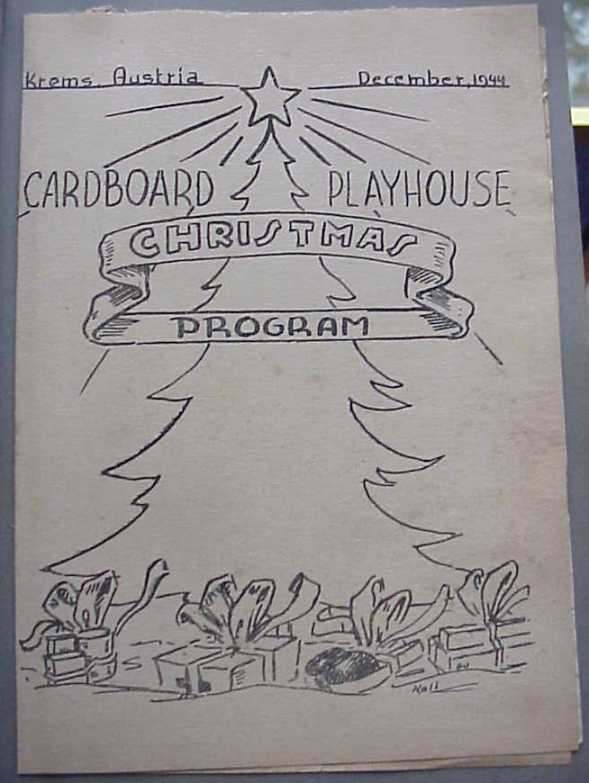 Krems, Austria December, 1944
CARDBOARD PLAYHOUSE
CHRISTMAS
PROGRAM